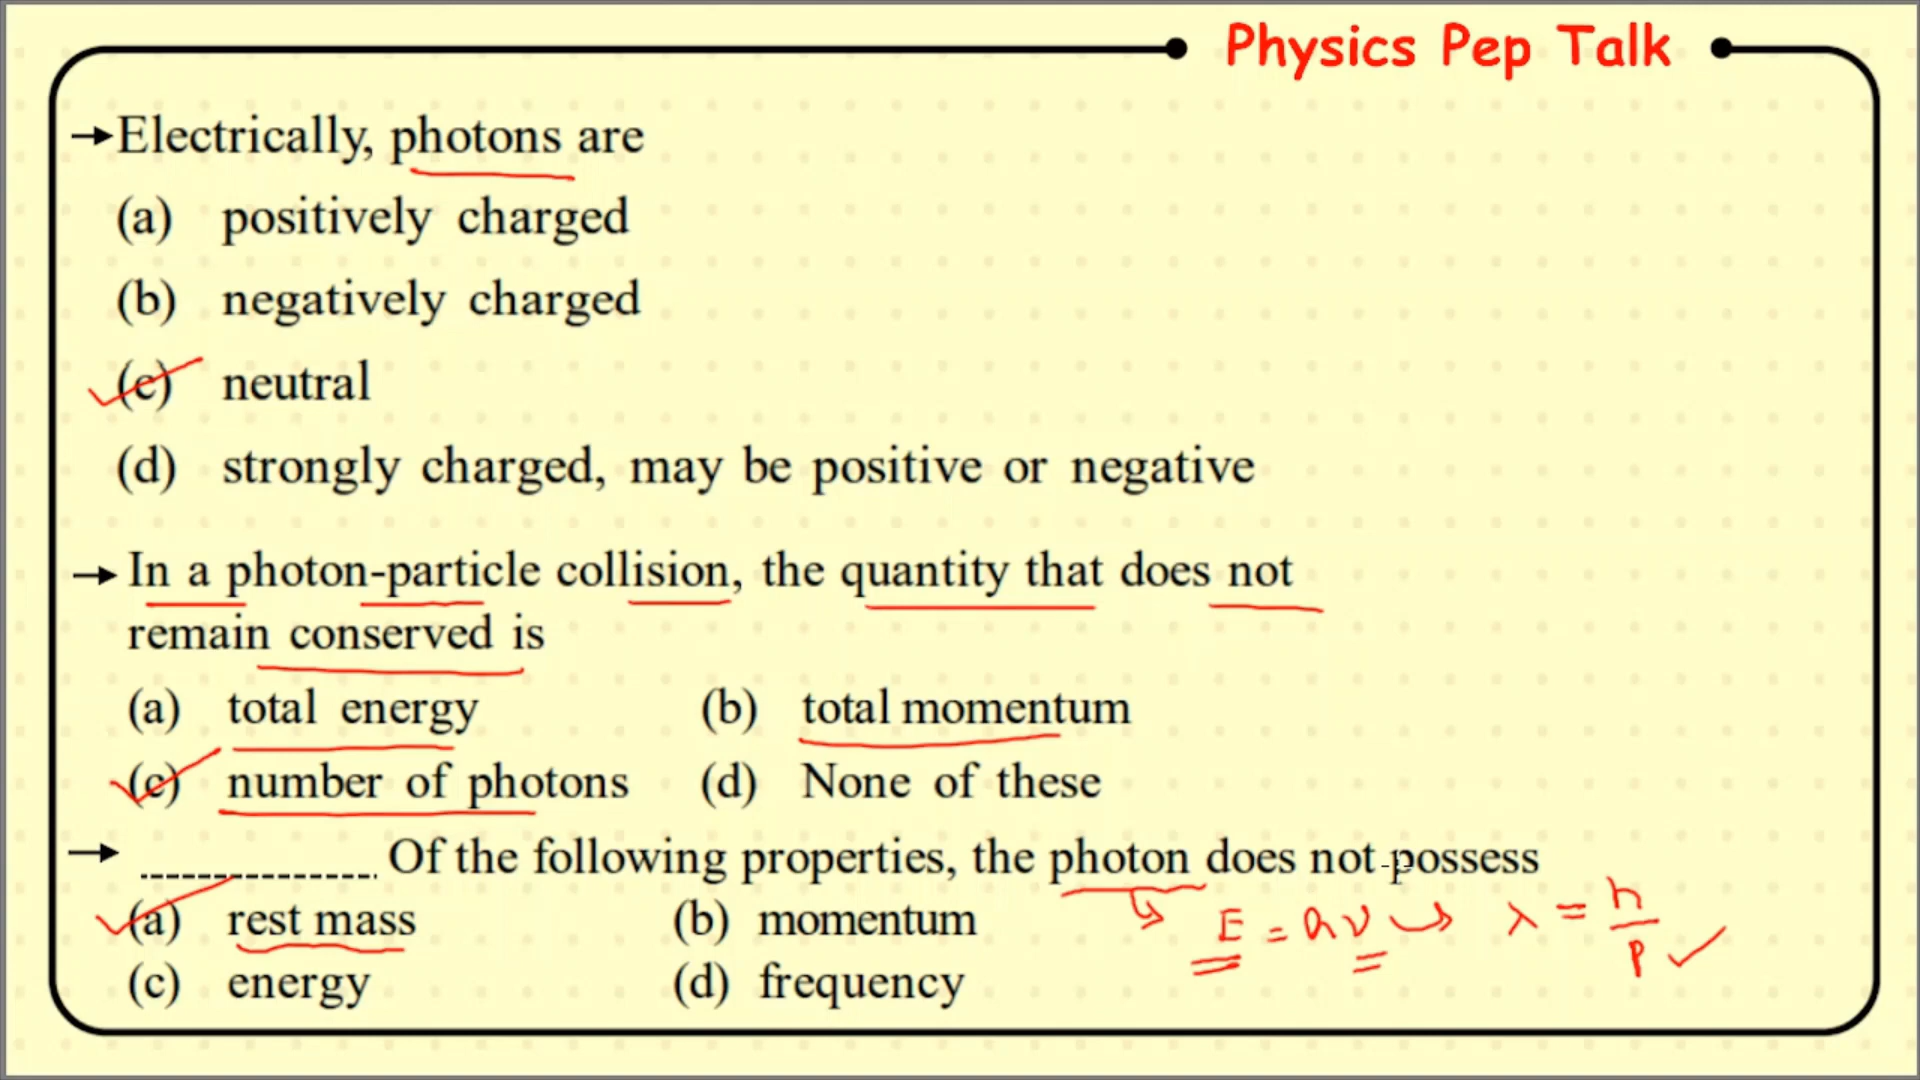 Physics Pep Talk
→Electrically, photons are
(a) positively charged
(b) negatively charged
(c) neutral
(d) strongly charged, may be positive or negative
→In a photon-particle collision, the quantity that does not
remain conserved is
(a) total energy (b) total momentum
(c) number of photons (d) None of these
→ ................... Of the following properties, the photon does not possess
(a) rest mass (b) momentum
E = hν → λ = h/p ✓
(c) energy (d) frequency